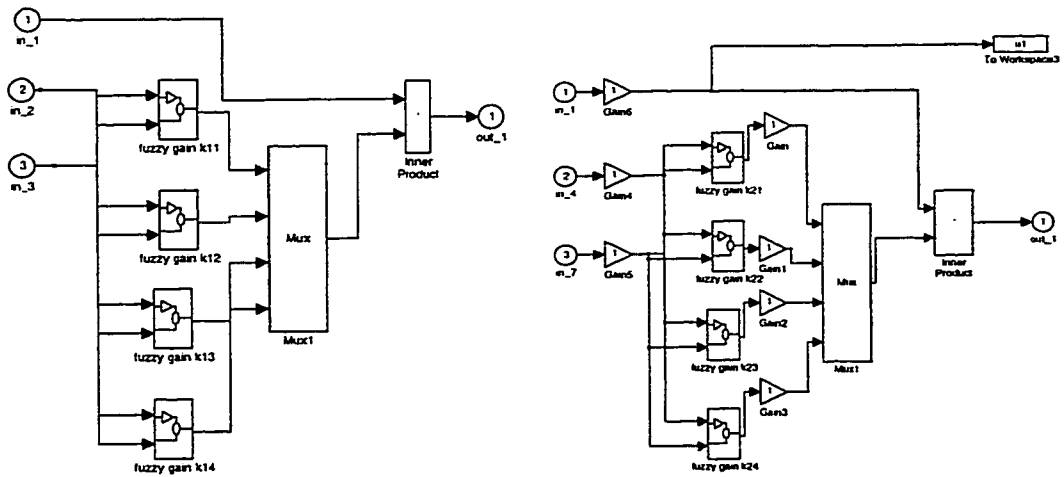 1
in_1
2
in_2
fuzzy gain k11
3
in_3
fuzzy gain k12
fuzzy gain k13
fuzzy gain k14
Mux
Mux1
Inner
Product
1
out_1
u1
To Workspace3
1
in_1
1
Gain6
2
in_4
1
Gain4
3
in_7
1
Gain5
fuzzy gain k21
1
Gain
fuzzy gain k22
1
Gain1
fuzzy gain k23
1
Gain2
fuzzy gain k24
1
Gain3
Mux
Mux1
Inner
Product
1
out_1